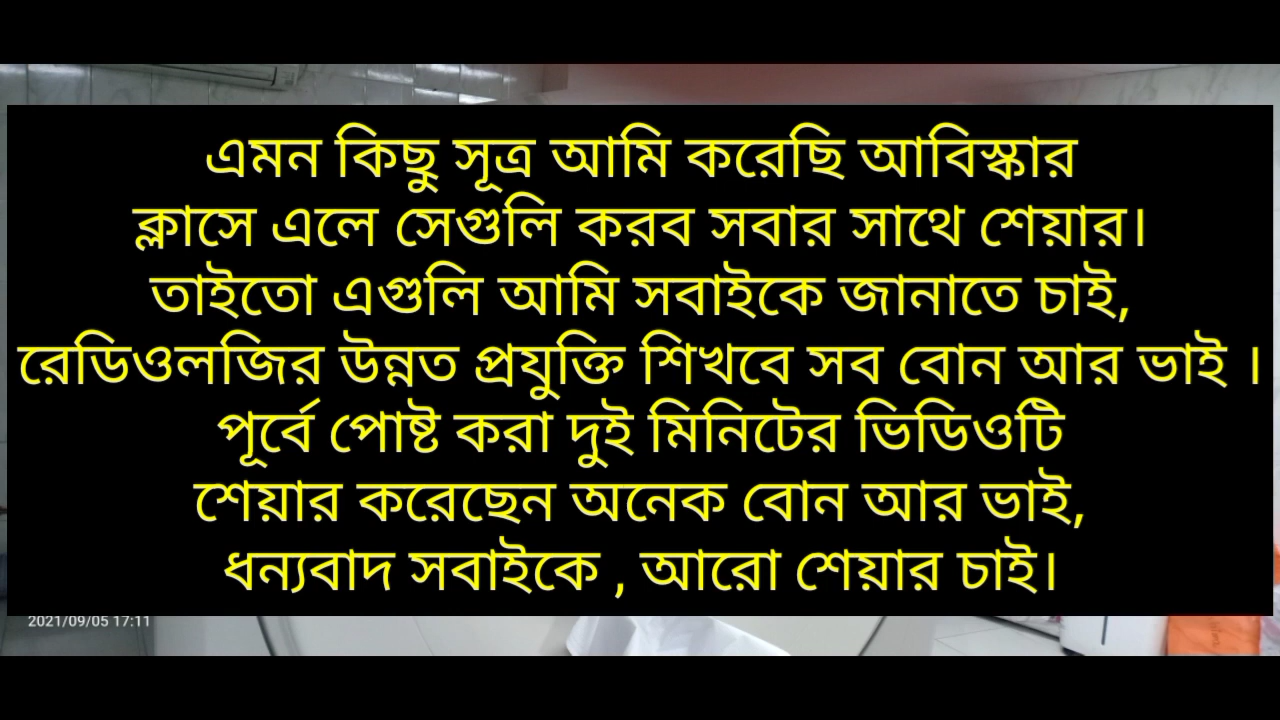 এমন কিছু সূত্র আমি করেছি আবিস্কার
ক্লাসে এলে সেগুলি করব সবার সাথে শেয়ার।
তাইতো এগুলি আমি সবাইকে জানাতে চাই,
রেডিওলজির উন্নত প্রযুক্তি শিখবে সব বোন আর ভাই ।
পূর্বে পোষ্ট করা দুই মিনিটের ভিডিওটি
শেয়ার করেছেন অনেক বোন আর ভাই,
ধন্যবাদ সবাইকে , আরো শেয়ার চাই।
2021/09/05 17:11